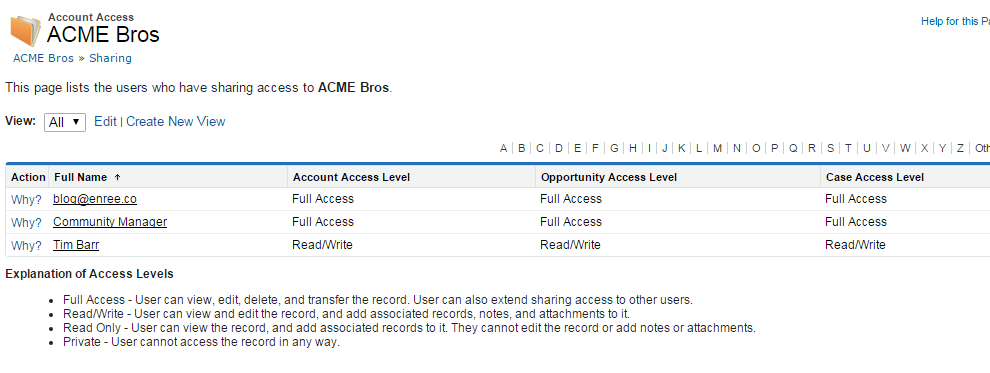 Account Access
ACME Bros
Help for this Pa
ACME Bros » Sharing
This page lists the users who have sharing access to ACME Bros.
View: All ▼ Edit | Create New View
A | B | C | D | E | F | G | H | I | J | K | L | M | N | O | P | Q | R | S | T | U | V | W | X | Y | Z | Oth
Action Full Name ↑ Account Access Level Opportunity Access Level Case Access Level
Why? blog@enree.co Full Access Full Access Full Access
Why? Community Manager Full Access Full Access Full Access
Why? Tim Barr Read/Write Read/Write Read/Write
Explanation of Access Levels
• Full Access - User can view, edit, delete, and transfer the record. User can also extend sharing access to other users.
• Read/Write - User can view and edit the record, and add associated records, notes, and attachments to it.
• Read Only - User can view the record, and add associated records to it. They cannot edit the record or add notes or attachments.
• Private - User cannot access the record in any way.